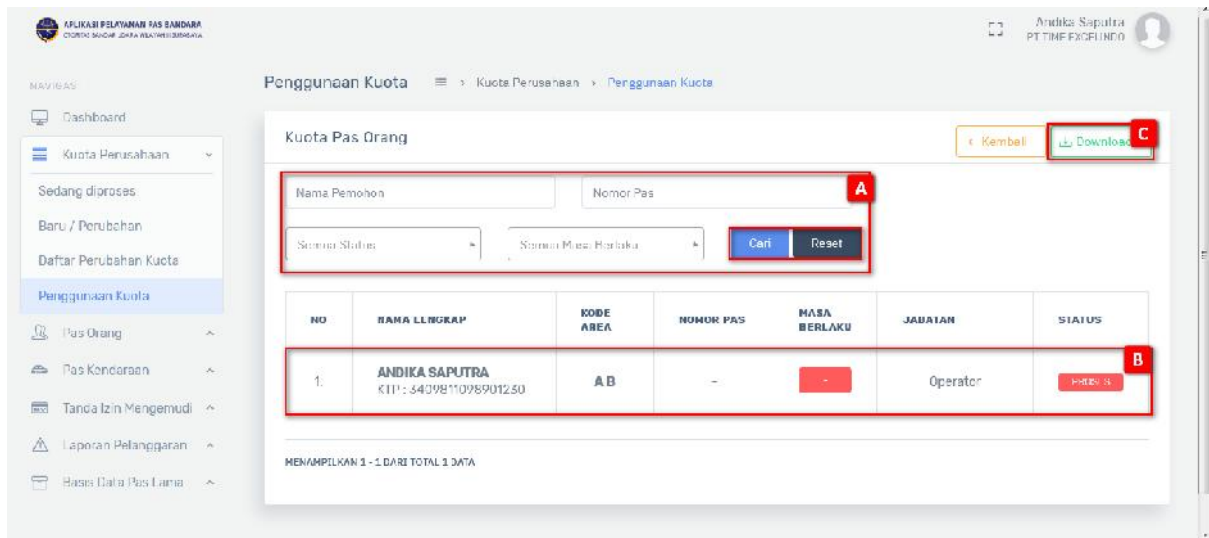 APLIKASI PELAYANAN PAS BANDARA
Andika Saputra
PT TIME EXCELINDO
NAVIGAS
Penggunaan Kuota > Kuota Perusahaan > Penggunaan Kuota
Dashboard
Kuota Perusahaan
Sedang diproses
Baru / Perubahan
Daftar Perubahan Kuota
Penggunaan Kuota
Pas Orang
Pas Kendaraan
Tanda Izin Mengemudi
Laporan Pelanggaran
Basis Data Pas Lama
Kuota Pas Orang
< Kembali
Download
C
Nama Pemohon
Nomor Pas
A
Semua Status
Semua Masa Berlaku
Cari
Reset
NO
NAMA LENGKAP
KODE AREA
NOMOR PAS
MASA BERLAKU
JABATAN
STATUS
B
1.
ANDIKA SAPUTRA
KTP : 3409811098901230
A B
-
-
Operator
PROSES
MENAMPILKAN 1 - 1 DARI TOTAL 1 DATA